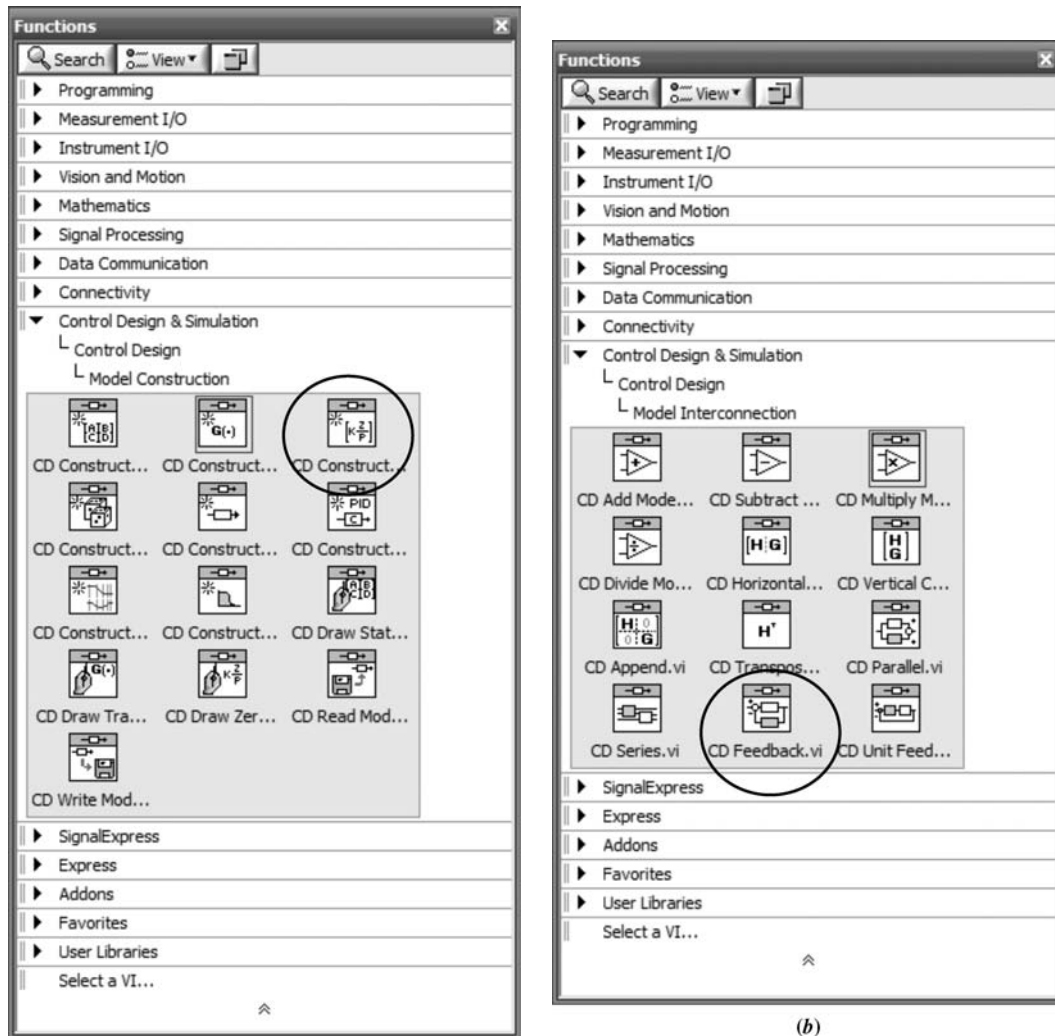 Functions
Search View
Programming
Measurement I/O
Instrument I/O
Vision and Motion
Mathematics
Signal Processing
Data Communication
Connectivity
Control Design & Simulation
Control Design
Model Construction
[A|B] [C|D] G(·) [K Z/P]
CD Construct... CD Construct... CD Construct...
PID C
CD Construct... CD Construct... CD Construct...
[A|B] [C|D]
CD Construct... CD Construct... CD Draw Stat...
G(·) K Z/P
CD Draw Tra... CD Draw Zer... CD Read Mod...
CD Write Mod...
SignalExpress
Express
Addons
Favorites
User Libraries
Select a VI...
Functions
Search View
Programming
Measurement I/O
Instrument I/O
Vision and Motion
Mathematics
Signal Processing
Data Communication
Connectivity
Control Design & Simulation
Control Design
Model Interconnection
+ − ×
CD Add Mode... CD Subtract ... CD Multiply M...
÷ [H|G] [H G]
CD Divide Mo... CD Horizontal... CD Vertical C...
[H 0 0 G] Hᵀ
CD Append.vi CD Transpos... CD Parallel.vi
CD Series.vi CD Feedback.vi CD Unit Feed...
SignalExpress
Express
Addons
Favorites
User Libraries
Select a VI...
(b)